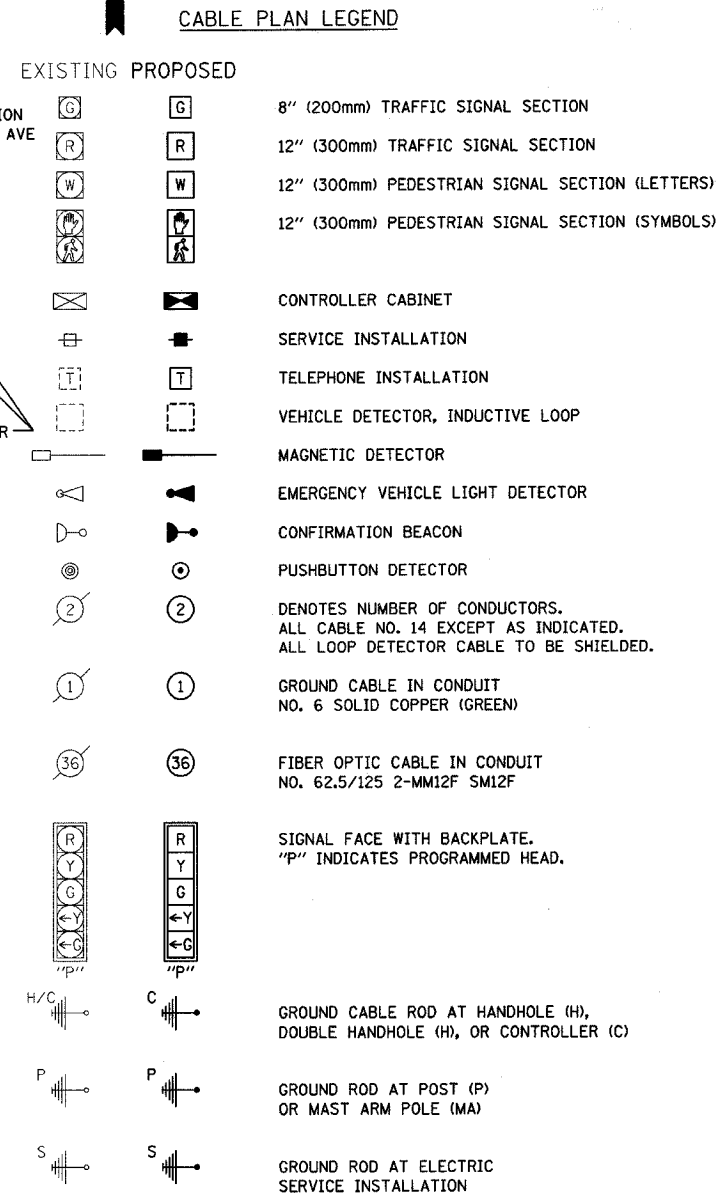 CABLE PLAN LEGEND
EXISTING PROPOSED
ION
AVE
G G 8" (200mm) TRAFFIC SIGNAL SECTION
R R 12" (300mm) TRAFFIC SIGNAL SECTION
W W 12" (300mm) PEDESTRIAN SIGNAL SECTION (LETTERS)
12" (300mm) PEDESTRIAN SIGNAL SECTION (SYMBOLS)
CONTROLLER CABINET
SERVICE INSTALLATION
T T TELEPHONE INSTALLATION
VEHICLE DETECTOR, INDUCTIVE LOOP
R
MAGNETIC DETECTOR
EMERGENCY VEHICLE LIGHT DETECTOR
CONFIRMATION BEACON
PUSHBUTTON DETECTOR
2 2 DENOTES NUMBER OF CONDUCTORS.
ALL CABLE NO. 14 EXCEPT AS INDICATED.
ALL LOOP DETECTOR CABLE TO BE SHIELDED.
1 1 GROUND CABLE IN CONDUIT
NO. 6 SOLID COPPER (GREEN)
36 36 FIBER OPTIC CABLE IN CONDUIT
NO. 62.5/125 2-MM12F SM12F
R R SIGNAL FACE WITH BACKPLATE.
Y Y "P" INDICATES PROGRAMMED HEAD.
G G
←Y ←Y
←G ←G
"P" "P"
H/C C GROUND CABLE ROD AT HANDHOLE (H),
DOUBLE HANDHOLE (H), OR CONTROLLER (C)
P P GROUND ROD AT POST (P)
OR MAST ARM POLE (MA)
S S GROUND ROD AT ELECTRIC
SERVICE INSTALLATION